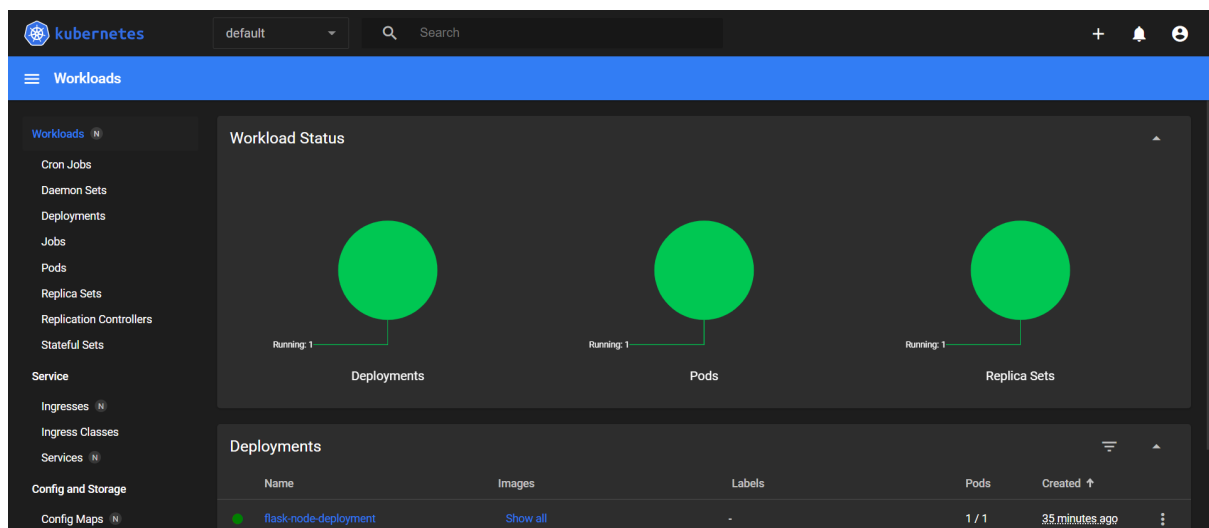 kubernetes
default
Search
Workloads
Workloads N
Cron Jobs
Daemon Sets
Deployments
Jobs
Pods
Replica Sets
Replication Controllers
Stateful Sets
Service
Ingresses N
Ingress Classes
Services N
Config and Storage
Config Maps N
Workload Status
Running: 1
Deployments
Running: 1
Pods
Running: 1
Replica Sets
Deployments
Name Images Labels Pods Created ↑
flask-node-deployment Show all - 1 / 1 35 minutes ago